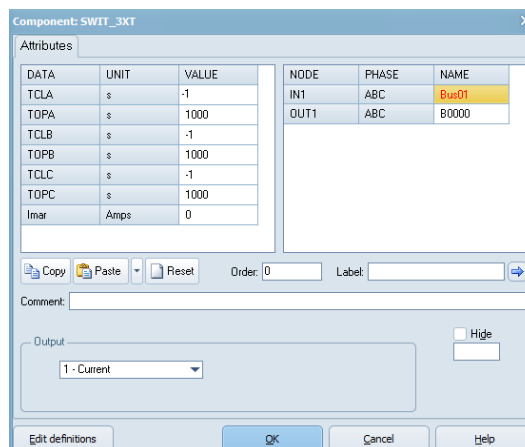 Component: SWIT_3XT
Attributes
DATA UNIT VALUE
TCLA s -1
TOPA s 1000
TCLB s -1
TOPB s 1000
TCLC s -1
TOPC s 1000
Imar Amps 0
NODE PHASE NAME
IN1 ABC Bus01
OUT1 ABC B0000
Copy Paste Reset Order: 0 Label:
Comment:
Output
1 - Current
Hide
Edit definitions OK Cancel Help